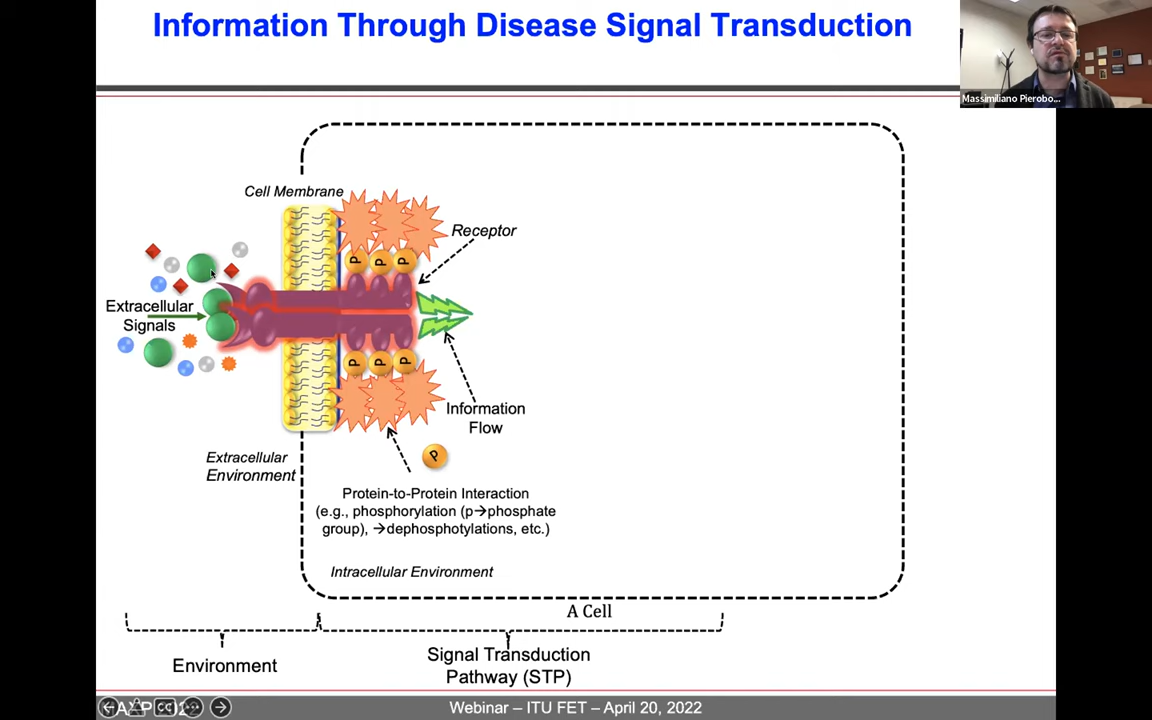 Information Through Disease Signal Transduction
Massimiliano Pierobo...
Cell Membrane
Receptor
P P P
Extracellular
Signals
P P P
Information
Flow
Extracellular
Environment
P
Protein-to-Protein Interaction
(e.g., phosphorylation (p→phosphate
group), →dephosphotylations, etc.)
Intracellular Environment
A Cell
Environment
Signal Transduction
Pathway (STP)
Webinar – ITU FET – April 20, 2022